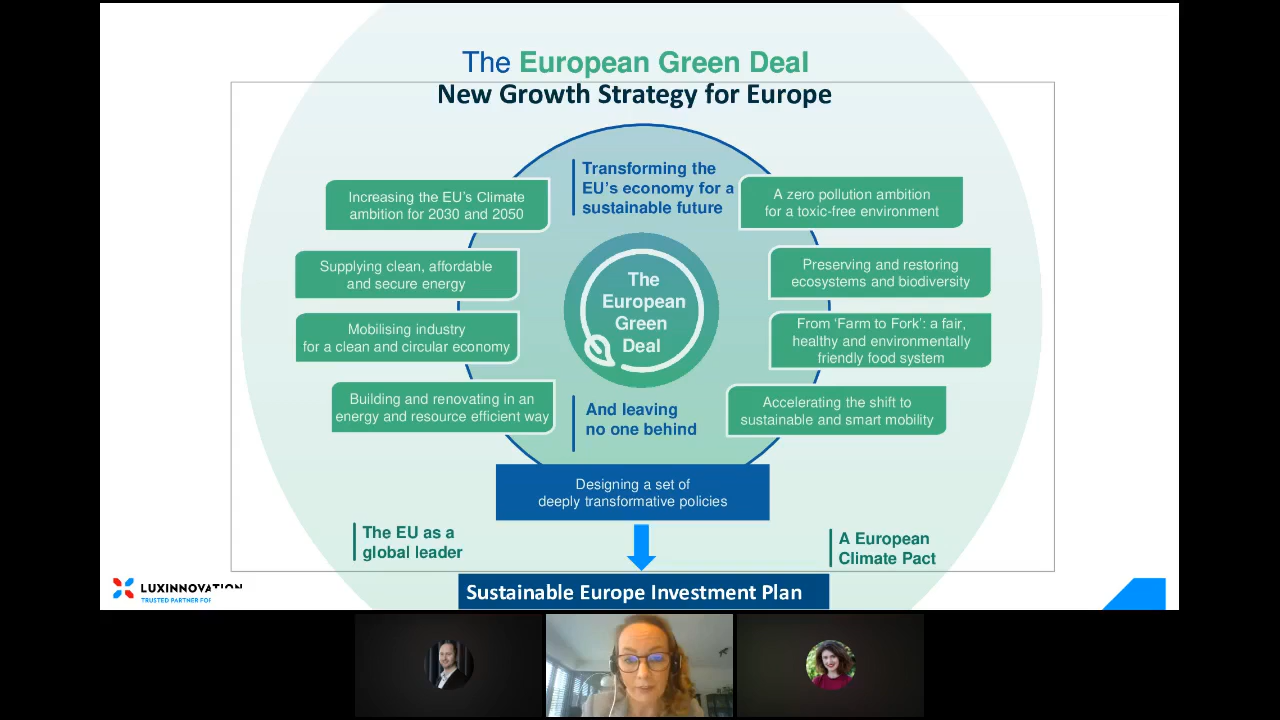 The European Green Deal
New Growth Strategy for Europe
Transforming the
EU’s economy for a
sustainable future
Increasing the EU’s Climate
ambition for 2030 and 2050
Supplying clean, affordable
and secure energy
Mobilising industry
for a clean and circular economy
Building and renovating in an
energy and resource efficient way
A zero pollution ambition
for a toxic-free environment
Preserving and restoring
ecosystems and biodiversity
From ‘Farm to Fork’: a fair,
healthy and environmentally
friendly food system
Accelerating the shift to
sustainable and smart mobility
The
European
Green
Deal
And leaving
no one behind
Designing a set of
deeply transformative policies
The EU as a
global leader
A European
Climate Pact
Sustainable Europe Investment Plan
LUXINNOVATION
TRUSTED PARTNER FOR